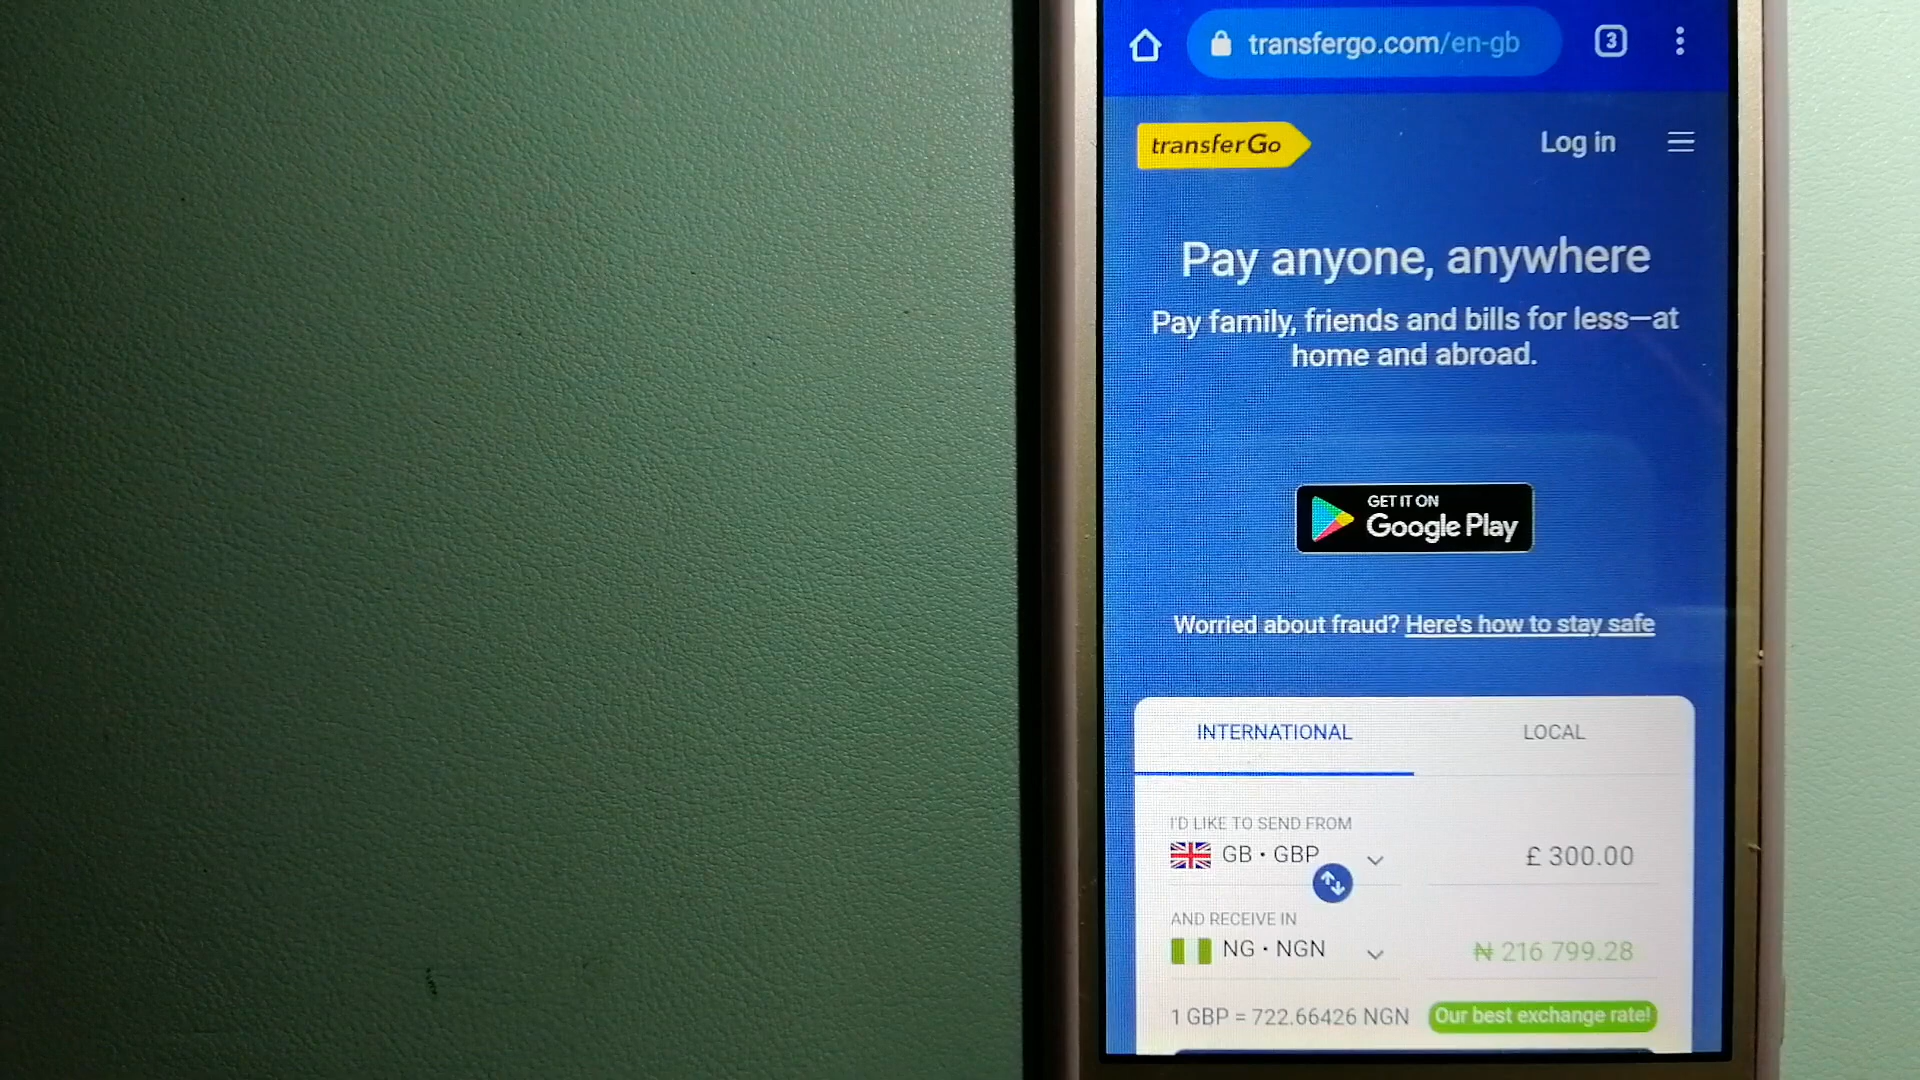 transfergo.com/en-gb
3
transferGo
Log in
Pay anyone, anywhere
Pay family, friends and bills for less—at
home and abroad.
GET IT ON
Google Play
Worried about fraud? Here's how to stay safe
INTERNATIONAL
LOCAL
I'D LIKE TO SEND FROM
GB • GBP
£ 300.00
AND RECEIVE IN
NG • NGN
₦ 216 799.28
1 GBP = 722.66426 NGN
Our best exchange rate!